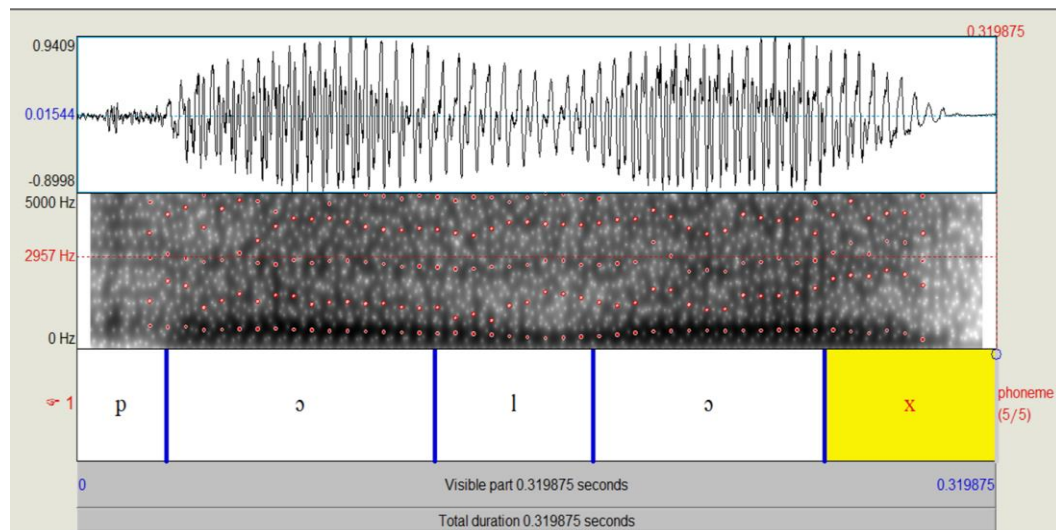 0.319875
0.9409
0.01544
-0.8998
5000 Hz
2957 Hz
0 Hz
☞ 1
p ɔ l ɔ x
phoneme
(5/5)
0 Visible part 0.319875 seconds 0.319875
Total duration 0.319875 seconds